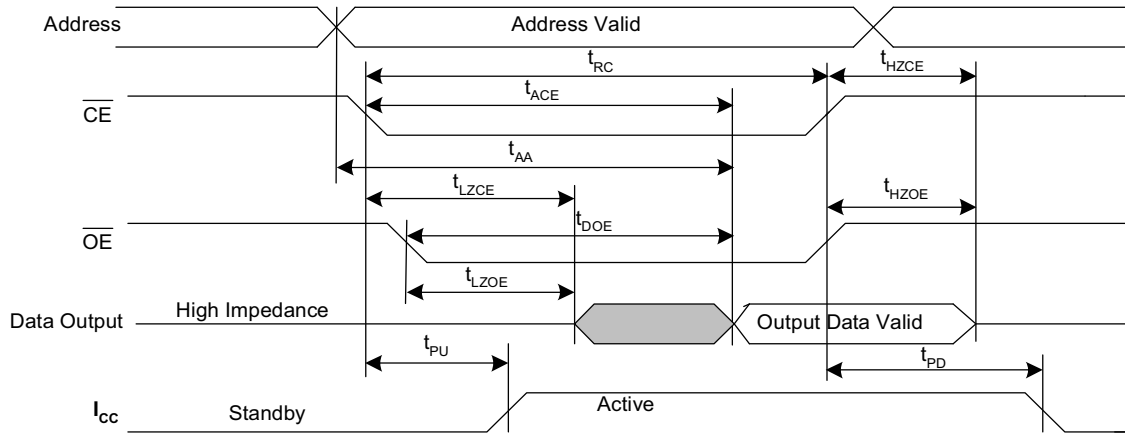 Address
Address Valid
tRC
tHZCE
tACE
CE
tAA
tLZCE
tHZOE
OE
tDOE
tLZOE
Data Output
High Impedance
Output Data Valid
tPU
tPD
ICC
Standby
Active